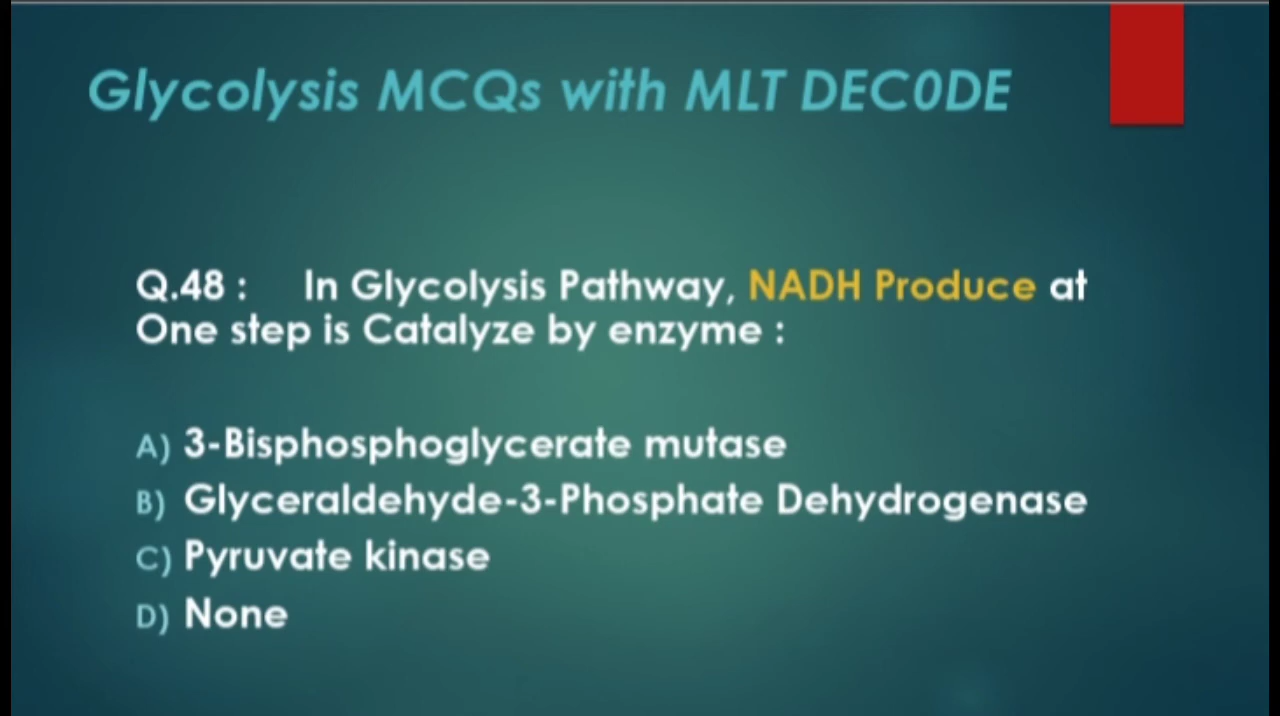 Glycolysis MCQs with MLT DEC0DE
Q.48 : In Glycolysis Pathway, NADH Produce at
One step is Catalyze by enzyme :
A) 3-Bisphosphoglycerate mutase
B) Glyceraldehyde-3-Phosphate Dehydrogenase
C) Pyruvate kinase
D) None